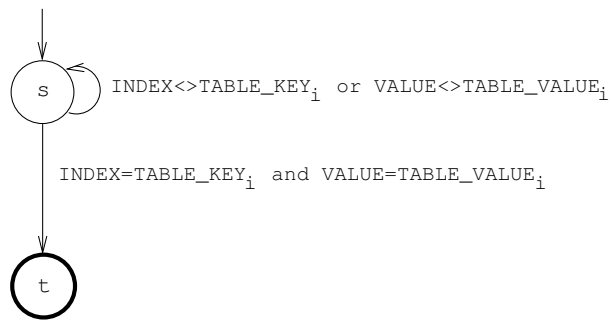 s
INDEX<>TABLE_KEYi or VALUE<>TABLE_VALUEi
INDEX=TABLE_KEYi and VALUE=TABLE_VALUEi
t